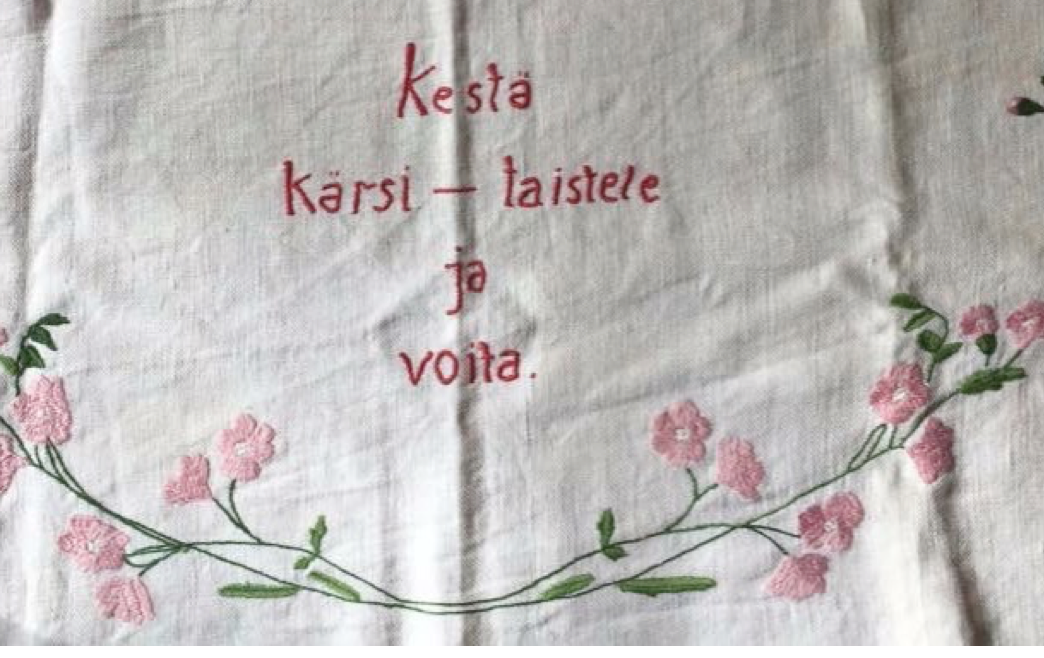 Kestä
kärsi – taistele
ja
voita.